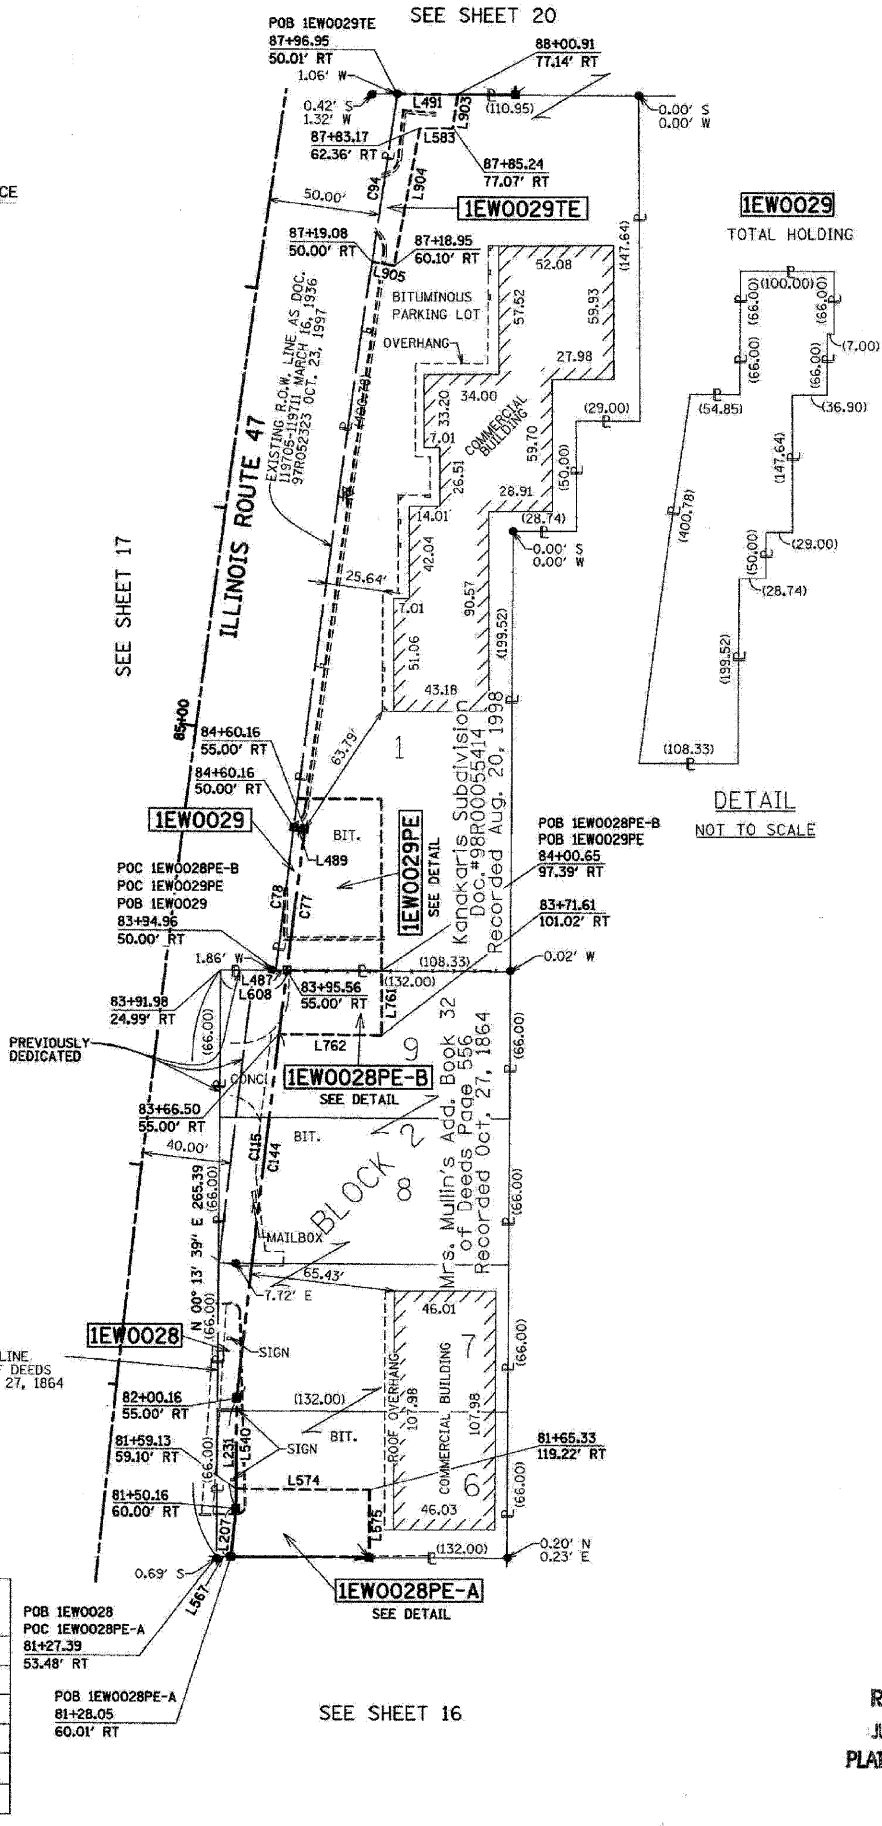 SEE SHEET 20
POB 1EW0029TE
87+96.95
50.01' RT
88+00.91
77.14' RT
1.06' W
0.42' S
1.32' W
L491
L903
(110.95)
0.00' S
0.00' W
87+83.17
62.36' RT
L583
87+85.24
77.07' RT
CE
C94
L904
50.00'
1EW0029TE
1EW0029
TOTAL HOLDING
87+19.08
50.00' RT
87+18.95
60.10' RT
L905
(147.64)
52.08
57.52
59.93
BITUMINOUS
PARKING LOT
OVERHANG
27.98
34.00
33.20
7.01
COMMERCIAL
BUILDING
(29.00)
59.70
26.51
(50.00)
28.91
14.01
(28.74)
0.00' S
0.00' W
42.04
25.64'
7.01
90.57
51.06
(199.52)
43.18
EXISTING R.O.W. LINE AS DOC.
119705-119711 MARCH 16, 1936
97R052323 OCT. 23, 1997
(400.78)
ILLINOIS ROUTE 47
SEE SHEET 17
85+00
(100.00)
(66.00)
(66.00)
(7.00)
(66.00)
(66.00)
(54.85)
(36.90)
(147.64)
(400.78)
(29.00)
(50.00)
(28.74)
(199.52)
(108.33)
DETAIL
NOT TO SCALE
84+60.16
55.00' RT
84+60.16
50.00' RT
63.79'
1
1EW0029
BIT.
L489
1EW0029PE
SEE DETAIL
Kanakaris Subdivision
Doc.#98R00055414
Recorded Aug. 20, 1998
POB 1EW0028PE-B
POB 1EW0029PE
84+00.65
97.39' RT
POC 1EW0028PE-B
POC 1EW0029PE
POB 1EW0029
83+94.96
50.00' RT
C78
C77
83+71.61
101.02' RT
1.86' W
L487
L608
(108.33)
(132.00)
0.02' W
83+91.98
24.99' RT
83+95.56
55.00' RT
L761
L762
PREVIOUSLY
DEDICATED
(66.00)
CONC.
9
1EW0028PE-B
SEE DETAIL
(66.00)
83+66.50
55.00' RT
BIT.
40.00'
C115
C144
BLOCK 2
8
Mrs. Mullin's Add. Book 32
of Deeds Page 556
Recorded Oct. 27, 1864
(66.00)
N 00° 13' 39" E 265.39
(66.00)
MAILBOX
65.43'
7.72' E
46.01
1EW0028
(66.00)
SIGN
7
(66.00)
LINE
DEEDS
27, 1864
82+00.16
55.00' RT
(132.00)
ROOF OVERHANG
107.98
COMMERCIAL BUILDING
107.98
81+59.13
59.10' RT
L231
L540
SIGN
BIT.
81+65.33
119.22' RT
(66.00)
L574
6
(66.00)
81+50.16
60.00' RT
46.03
L207
L575
(132.00)
0.20' N
0.23' E
0.69' S
L567
1EW0028PE-A
SEE DETAIL
POB 1EW0028
POC 1EW0028PE-A
81+27.39
53.48' RT
POB 1EW0028PE-A
81+28.05
60.01' RT
SEE SHEET 16
R
JU
PLAT